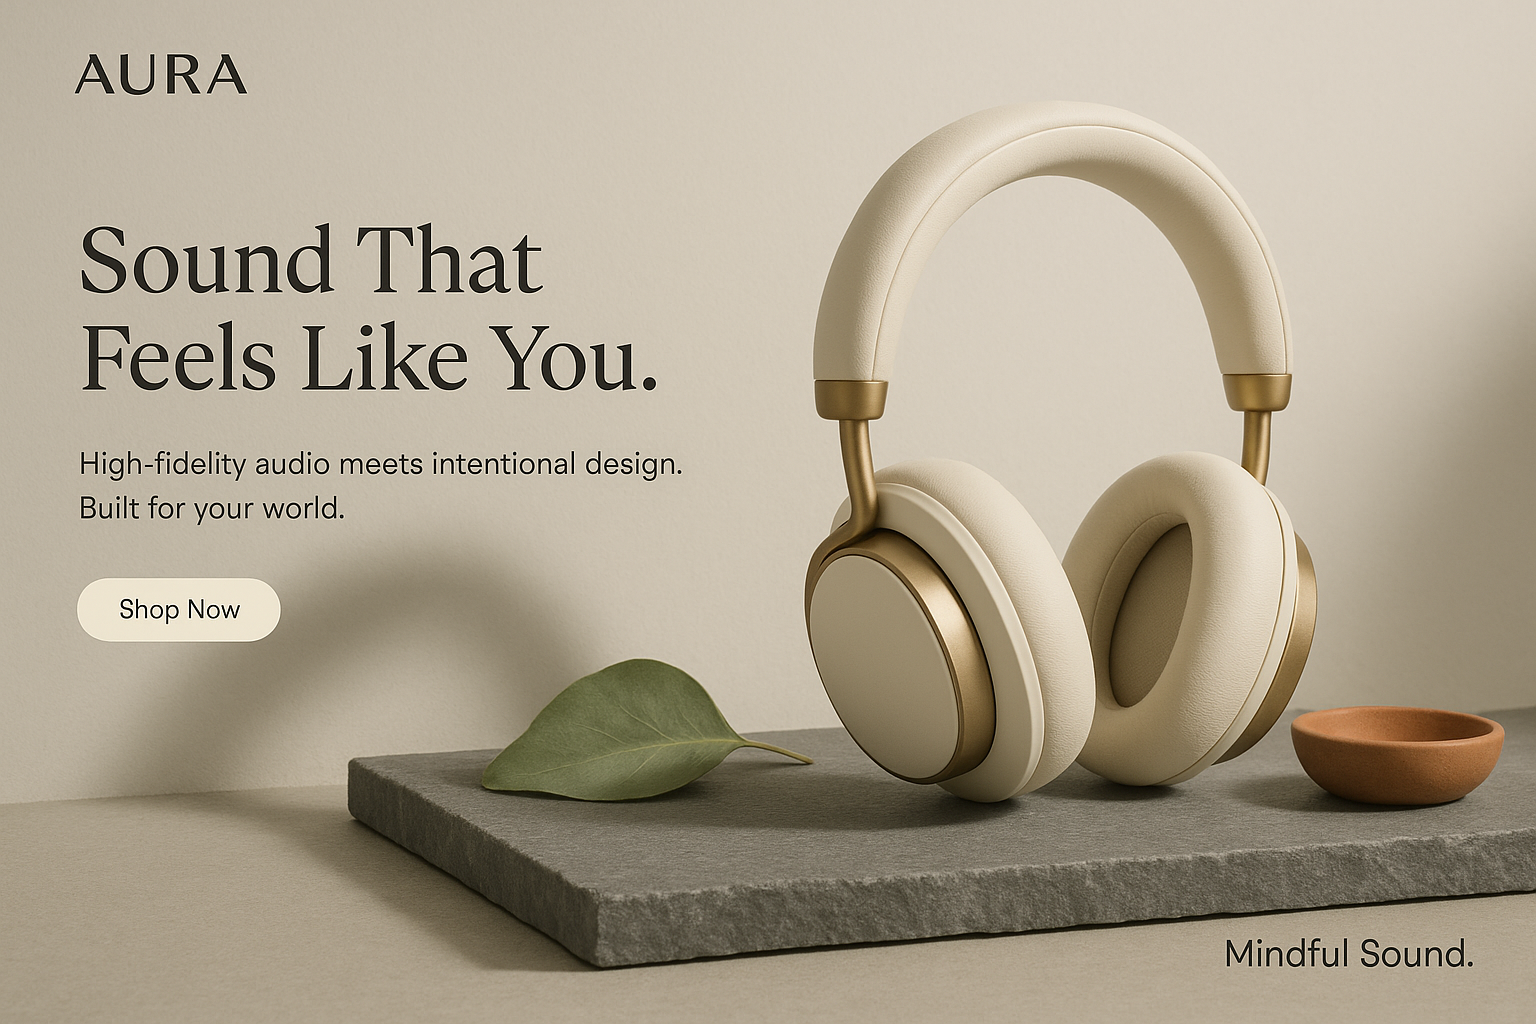 AURA
Sound That
Feels Like You.
High-fidelity audio meets intentional design.
Built for your world.
Shop Now
Mindful Sound.